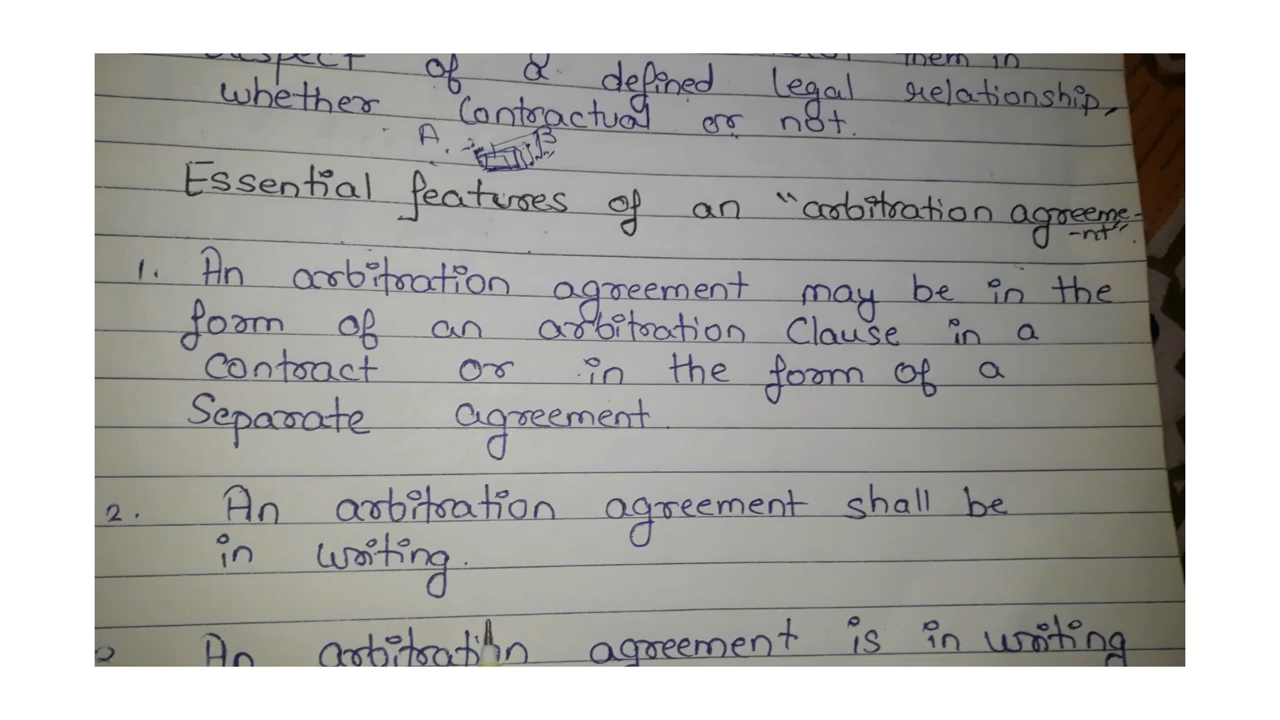 of a defined legal relationship,
whether Contractual or not.
A. B
Essential features of an "arbitration agreeme-
-nt".
1. An arbitration agreement may be in the
form of an arbitration Clause in a
Contract or in the form of a
Separate agreement
2. An arbitration agreement shall be
in writing.
An arbitration agreement is in writing